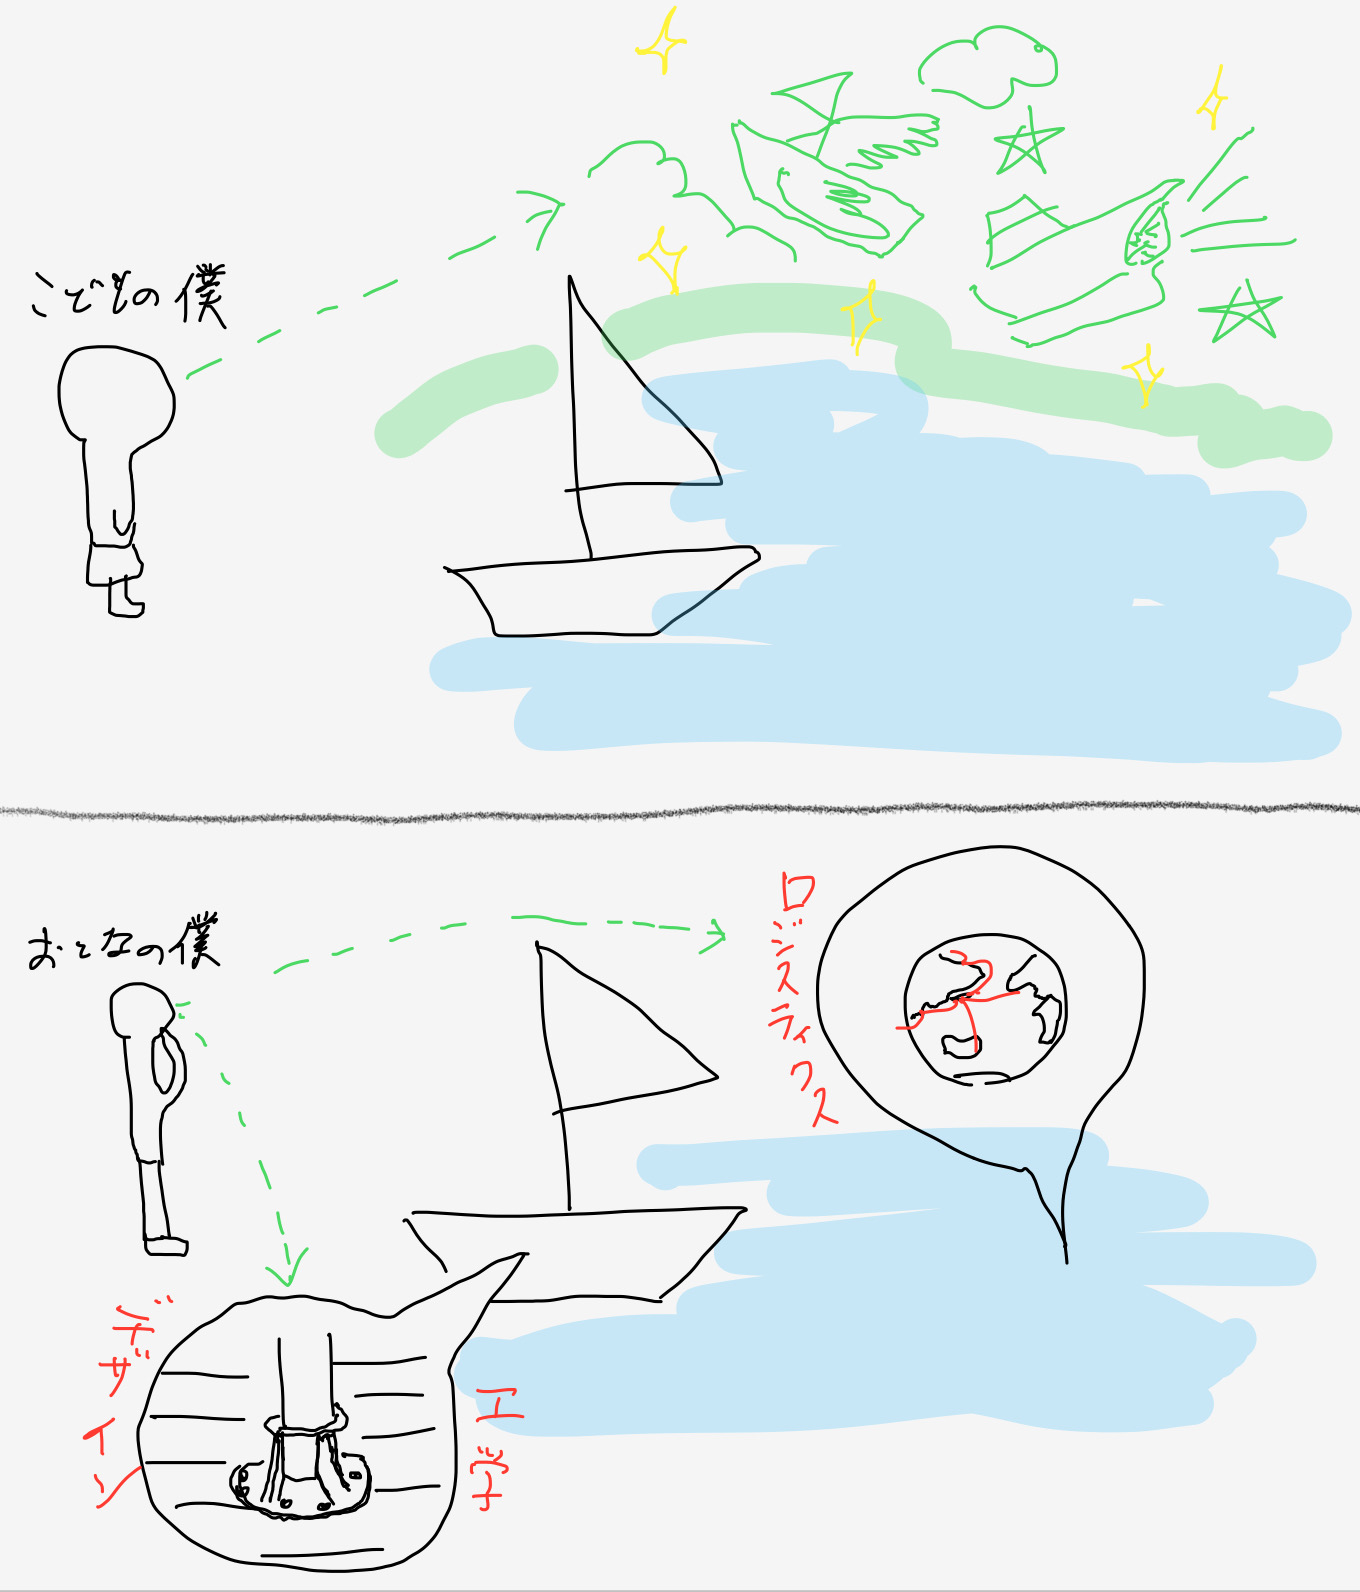 こどもの僕
おとなの僕
ロジスティクス
デザイン
工学